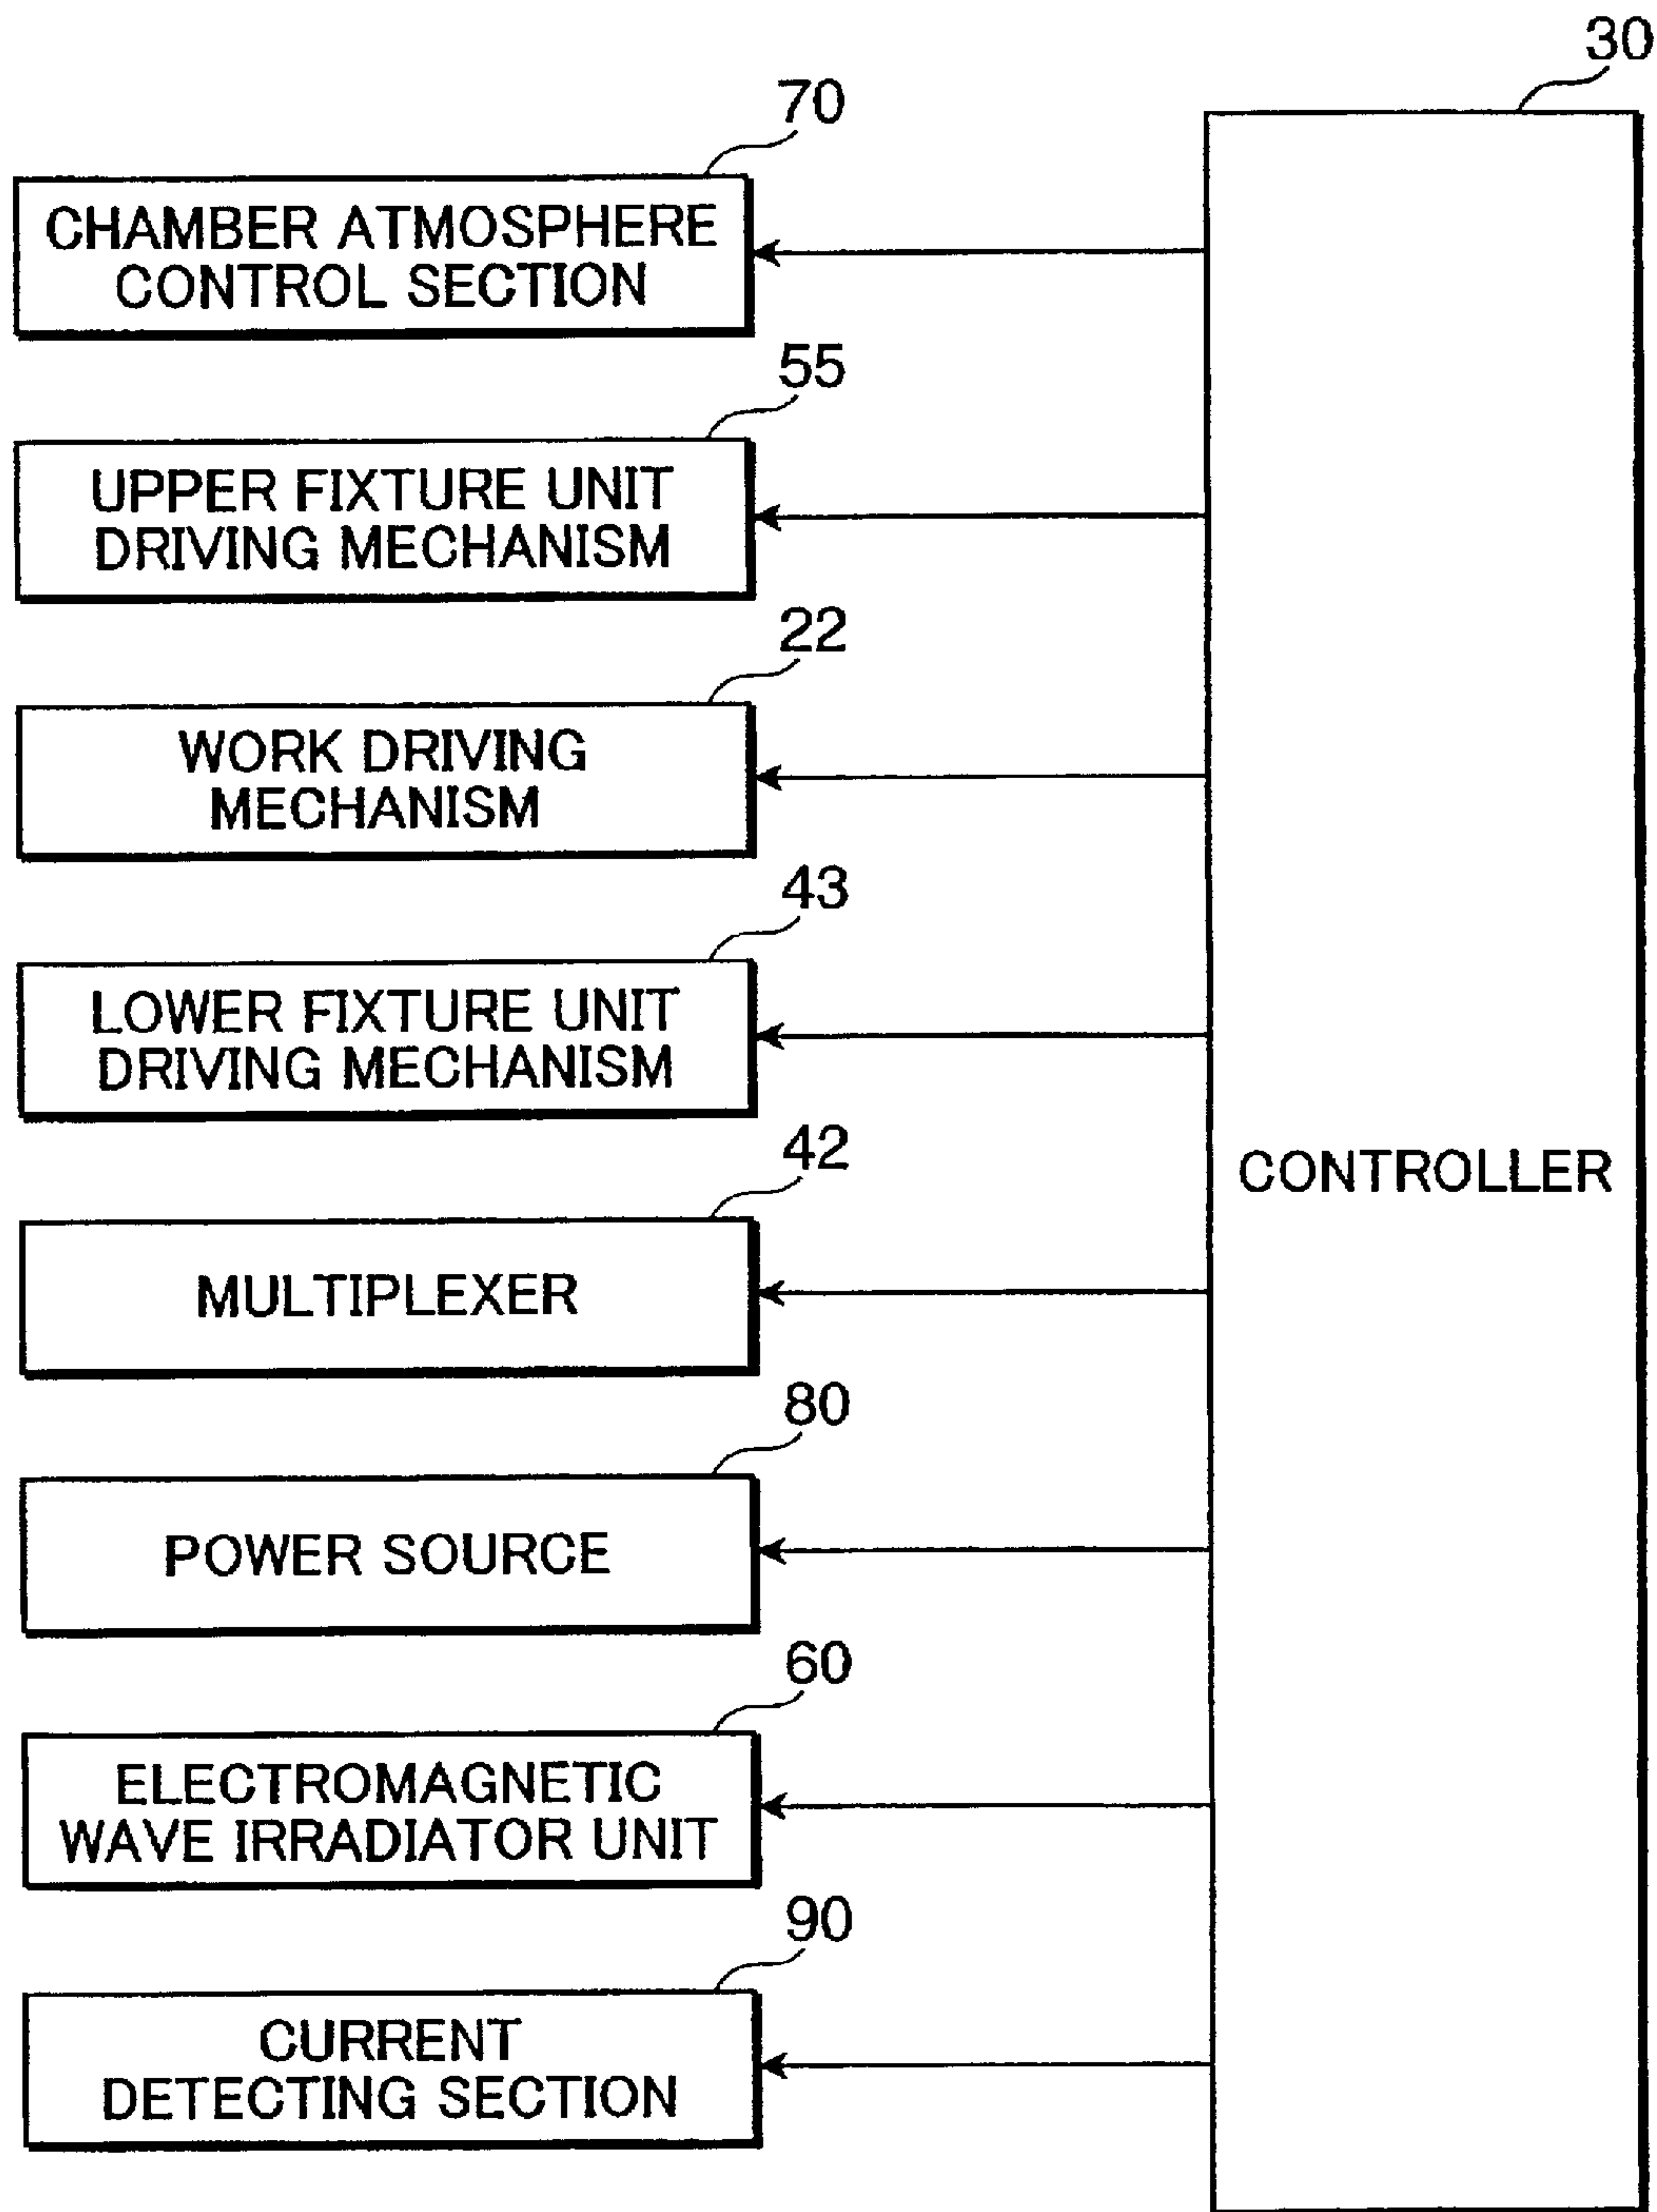 30
70
CHAMBER ATMOSPHERE
CONTROL SECTION
55
UPPER FIXTURE UNIT
DRIVING MECHANISM
22
WORK DRIVING
MECHANISM
43
LOWER FIXTURE UNIT
DRIVING MECHANISM
42
CONTROLLER
MULTIPLEXER
80
POWER SOURCE
60
ELECTROMAGNETIC
WAVE IRRADIATOR UNIT
90
CURRENT
DETECTING SECTION